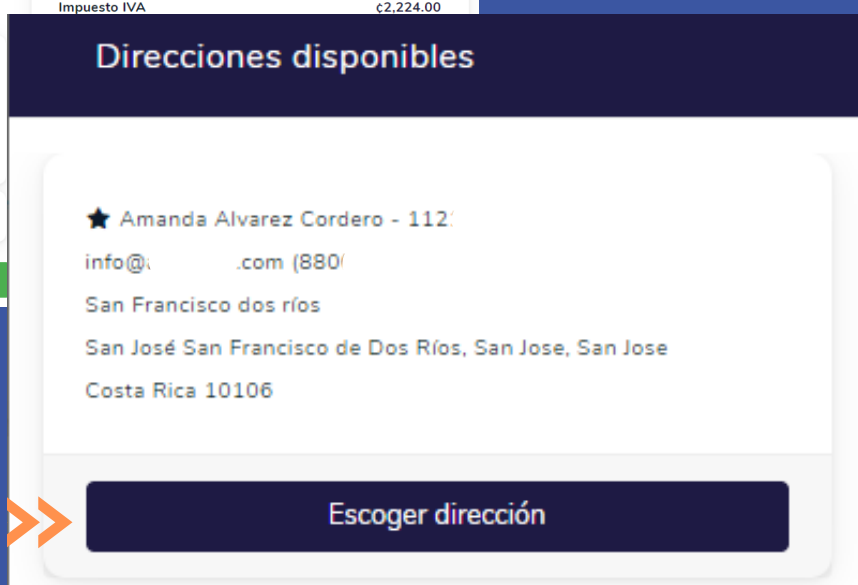 Impuesto IVA ¢2,224.00
Direcciones disponibles
Amanda Alvarez Cordero - 112
info@ .com (880
San Francisco dos ríos
San José San Francisco de Dos Ríos, San Jose, San Jose
Costa Rica 10106
Escoger dirección